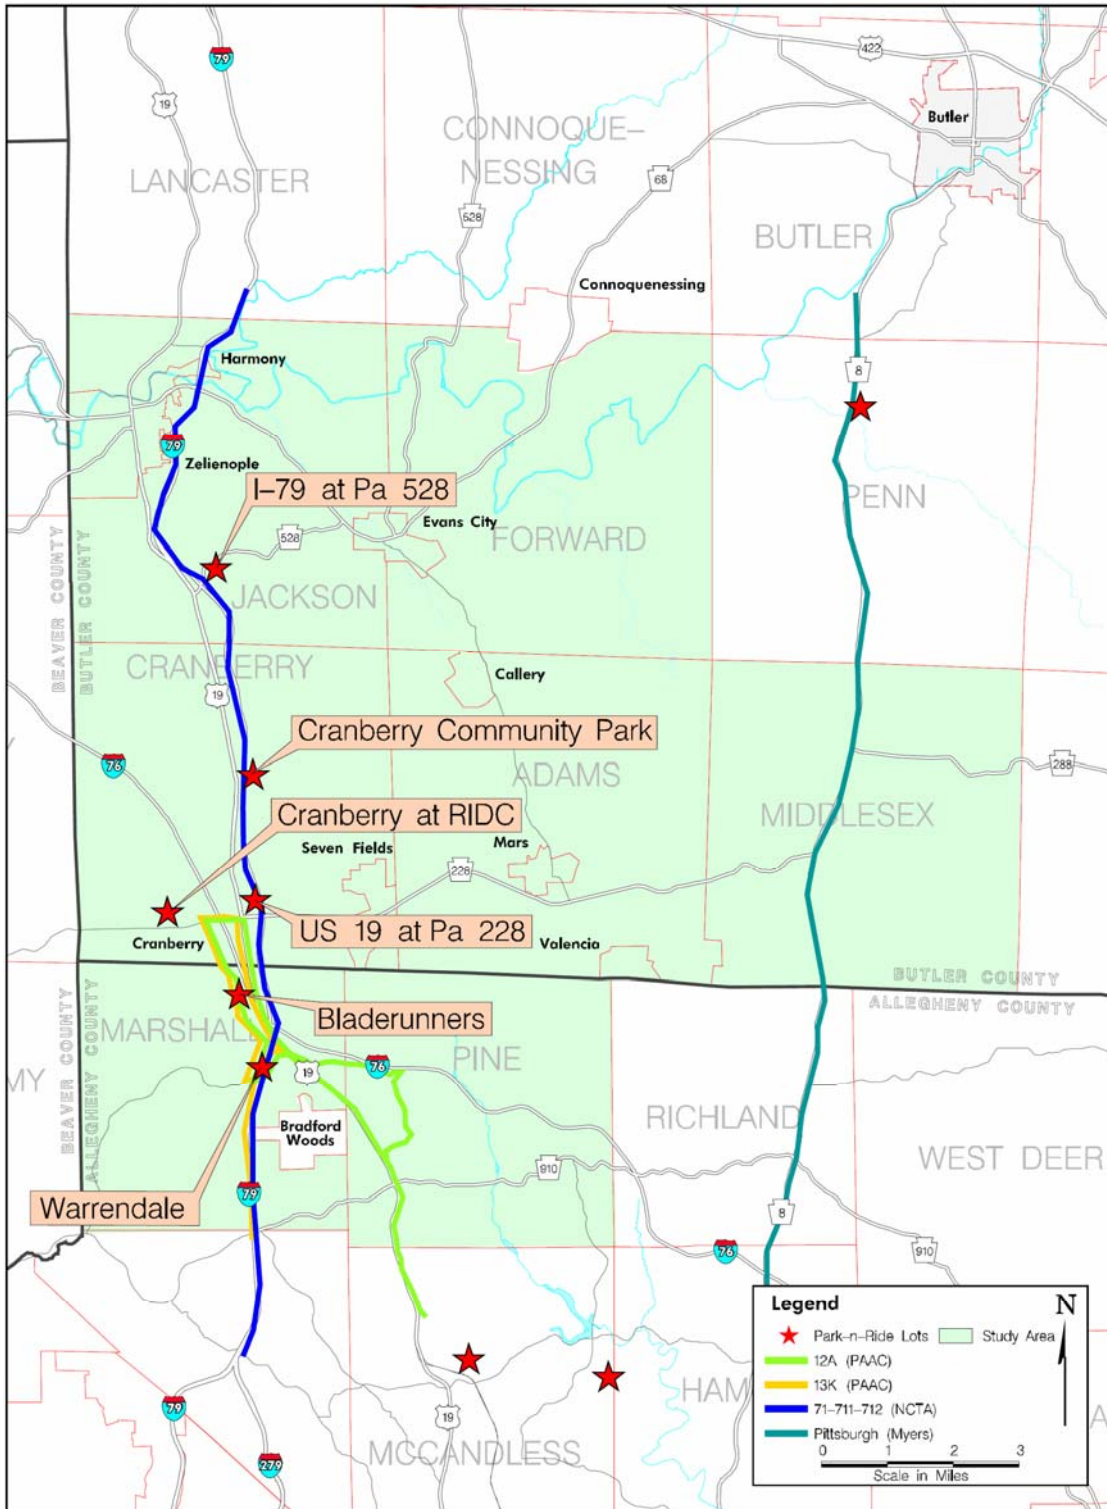 79
422
19
Butler
CONNOQUE-
NESSING
LANCASTER
68
528
BUTLER
Connoquenessing
Harmony
8
79
Zelienople
I-79 at Pa 528
PENN
Evans City
528
FORWARD
BEAVER COUNTY
BUTLER COUNTY
JACKSON
CRANBERRY
Callery
19
Cranberry Community Park
76
ADAMS
288
Cranberry at RIDC
MIDDLESEX
Seven Fields
Mars
228
US 19 at Pa 228
Cranberry
Valencia
BUTLER COUNTY
ALLEGHENY COUNTY
BEAVER COUNTY
ALLEGHENY COUNTY
Bladerunners
MARSHALL
PINE
76
19
MY
RICHLAND
Bradford
Woods
WEST DEER
910
79
Warrendale
8
76
910
Legend
N
Park-n-Ride Lots
Study Area
12A (PAAC)
13K (PAAC)
71-711-712 (NCTA)
Pittsburgh (Myers)
0 1 2 3
Scale in Miles
HAM
A
79
19
MCCANDLESS
279